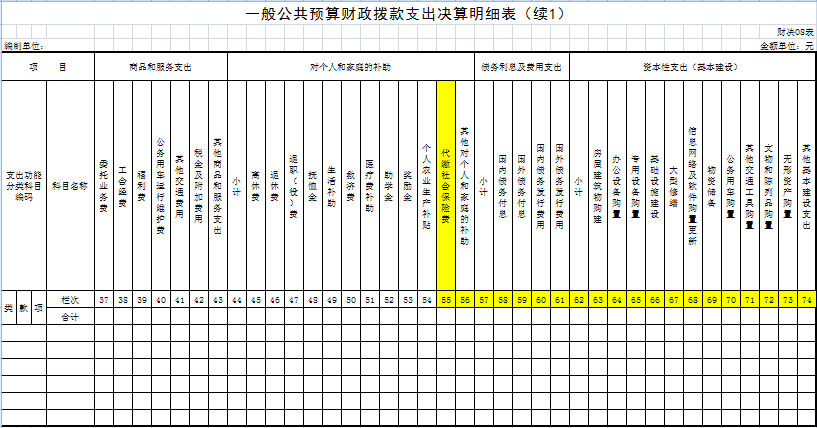 一般公共预算财政拨款支出决算明细表（续1）
财决08表
编制单位：
金额单位：元
项 目
商品和服务支出
对个人和家庭的补助
债务利息及费用支出
资本性支出（基本建设）
支出功能分类科目编码
科目名称
委托业务费
工会经费
福利费
公务用车运行维护费
其他交通费用
税金及附加费用
其他商品和服务支出
小计
离休费
退休费
退职（役）费
抚恤金
生活补助
救济费
医疗费补助
助学金
奖励金
个人农业生产补贴
代缴社会保险费
其他对个人和家庭的补助
小计
国内债务付息
国外债务付息
国内债务发行费用
国外债务发行费用
小计
房屋建筑物购建
办公设备购置
专用设备购置
基础设施建设
大型修缮
信息网络及软件购置更新
物资储备
公务用车购置
其他交通工具购置
文物和陈列品购置
无形资产购置
其他基本建设支出
类 款 项
栏次 37 38 39 40 41 42 43 44 45 46 47 48 49 50 51 52 53 54 55 56 57 58 59 60 61 62 63 64 65 66 67 68 69 70 71 72 73 74
合计